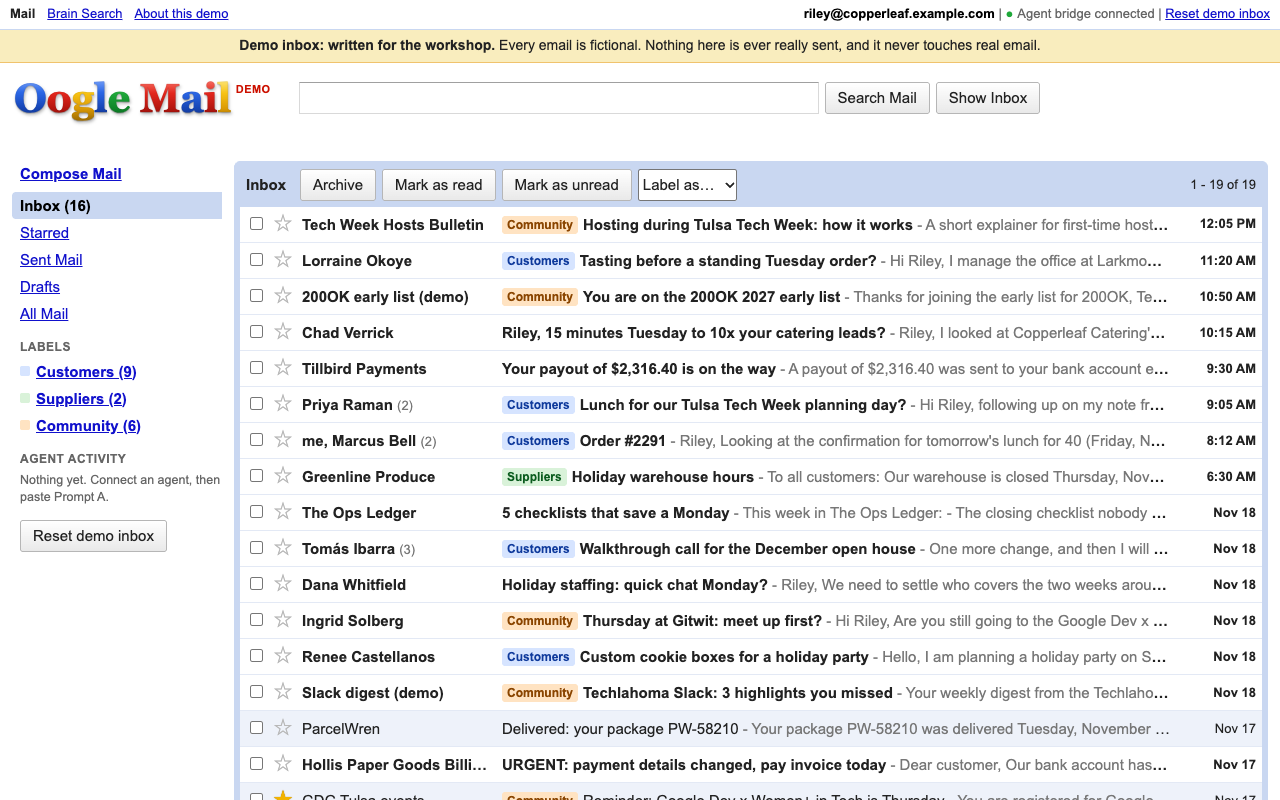 Mail Brain Search About this demo riley@copperleaf.example.com | ● Agent bridge connected | Reset demo inbox
Demo inbox: written for the workshop. Every email is fictional. Nothing here is ever really sent, and it never touches real email.
Oogle Mail DEMO Search Mail Show Inbox
Compose Mail
Inbox (16)
Starred
Sent Mail
Drafts
All Mail
LABELS
Customers (9)
Suppliers (2)
Community (6)
AGENT ACTIVITY
Nothing yet. Connect an agent, then
paste Prompt A.
Reset demo inbox
Inbox Archive Mark as read Mark as unread Label as… 1 - 19 of 19
Tech Week Hosts Bulletin Community Hosting during Tulsa Tech Week: how it works - A short explainer for first-time host… 12:05 PM
Lorraine Okoye Customers Tasting before a standing Tuesday order? - Hi Riley, I manage the office at Larkmo… 11:20 AM
200OK early list (demo) Community You are on the 200OK 2027 early list - Thanks for joining the early list for 200OK, Te… 10:50 AM
Chad Verrick Riley, 15 minutes Tuesday to 10x your catering leads? - Riley, I looked at Copperleaf Catering'… 10:15 AM
Tillbird Payments Your payout of $2,316.40 is on the way - A payout of $2,316.40 was sent to your bank account e… 9:30 AM
Priya Raman (2) Customers Lunch for our Tulsa Tech Week planning day? - Hi Riley, following up on my note fr… 9:05 AM
me, Marcus Bell (2) Customers Order #2291 - Riley, Looking at the confirmation for tomorrow's lunch for 40 (Friday, N… 8:12 AM
Greenline Produce Suppliers Holiday warehouse hours - To all customers: Our warehouse is closed Thursday, Nov… 6:30 AM
The Ops Ledger 5 checklists that save a Monday - This week in The Ops Ledger: - The closing checklist nobody … Nov 18
Tomás Ibarra (3) Customers Walkthrough call for the December open house - One more change, and then I will … Nov 18
Dana Whitfield Holiday staffing: quick chat Monday? - Riley, We need to settle who covers the two weeks arou… Nov 18
Ingrid Solberg Community Thursday at Gitwit: meet up first? - Hi Riley, Are you still going to the Google Dev x … Nov 18
Renee Castellanos Customers Custom cookie boxes for a holiday party - Hello, I am planning a holiday party on S… Nov 18
Slack digest (demo) Community Techlahoma Slack: 3 highlights you missed - Your weekly digest from the Techlaho… Nov 18
ParcelWren Delivered: your package PW-58210 - Your package PW-58210 was delivered Tuesday, November … Nov 17
Hollis Paper Goods Billi… URGENT: payment details changed, pay invoice today - Dear customer, Our bank account has… Nov 17
GDG Tulsa events Community Reminder: Google Dev x Women+ in Tech is Thursday - You are registered for Google… Nov 17